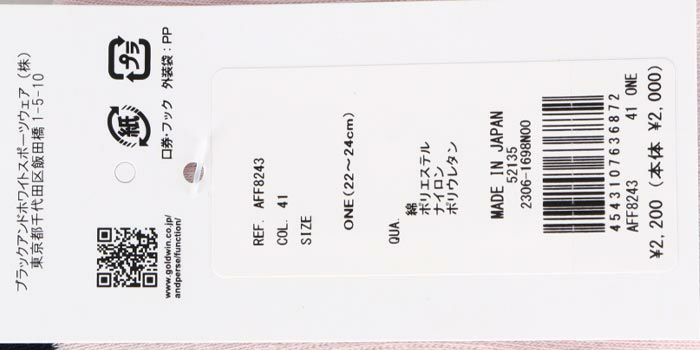 REF. AFF8243
COL. 41
SIZE
ONE(22～24cm)
QUA.
綿
ポリエステル
ナイロン
ポリウレタン
MADE IN JAPAN
52135
2306-1698N00
4543107636872
AFF8243 41 ONE
¥2,200 (本体 ¥2,000)
プラ
紙
外装袋：PP
口券・フック
www.goldwin.co.jp/
andperse/function/
ブラックアンドホワイトスポーツウェア（株）
東京都千代田区飯田橋 1-5-10